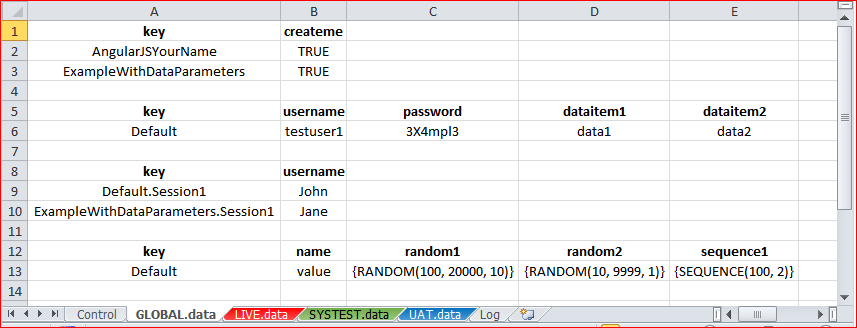 A B C D E
1 key createme
2 AngularJSYourName TRUE
3 ExampleWithDataParameters TRUE
4
5 key username password dataitem1 dataitem2
6 Default testuser1 3X4mpl3 data1 data2
7
8 key username
9 Default.Session1 John
10 ExampleWithDataParameters.Session1 Jane
11
12 key name random1 random2 sequence1
13 Default value {RANDOM(100, 20000, 10)} {RANDOM(10, 9999, 1)} {SEQUENCE(100, 2)}
14
Control GLOBAL.data LIVE.data SYSTEST.data UAT.data Log